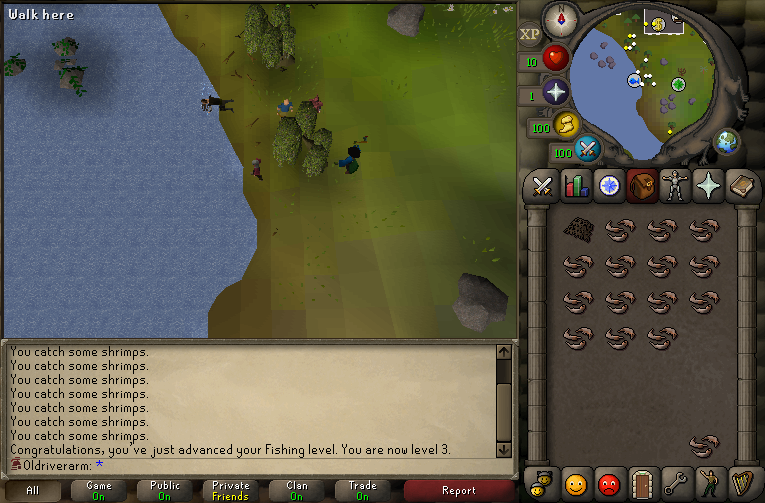 Walk here
N
XP
10
1
100
100
You catch some shrimps.
You catch some shrimps.
You catch some shrimps.
You catch some shrimps.
You catch some shrimps.
You catch some shrimps.
You catch some shrimps.
Congratulations, you've just advanced your Fishing level. You are now level 3.
Oldriverarm: *
All
Game
On
Public
On
Private
Friends
Clan
On
Trade
On
Report